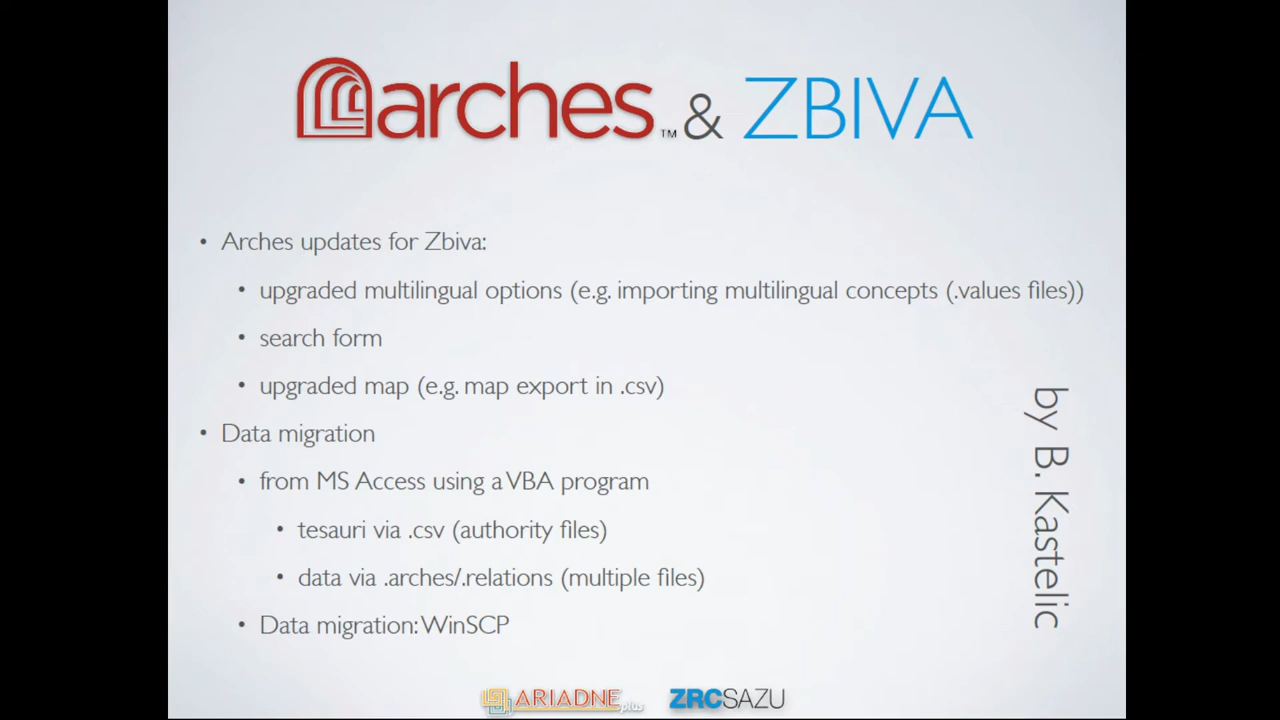 arches™ & ZBIVA
• Arches updates for Zbiva:
• upgraded multilingual options (e.g. importing multilingual concepts (.values files))
• search form
• upgraded map (e.g. map export in .csv)
• Data migration
• from MS Access using a VBA program
• tesauri via .csv (authority files)
• data via .arches/.relations (multiple files)
• Data migration: WinSCP
by B. Kastelic
ARIADNE plus
ZRC SAZU